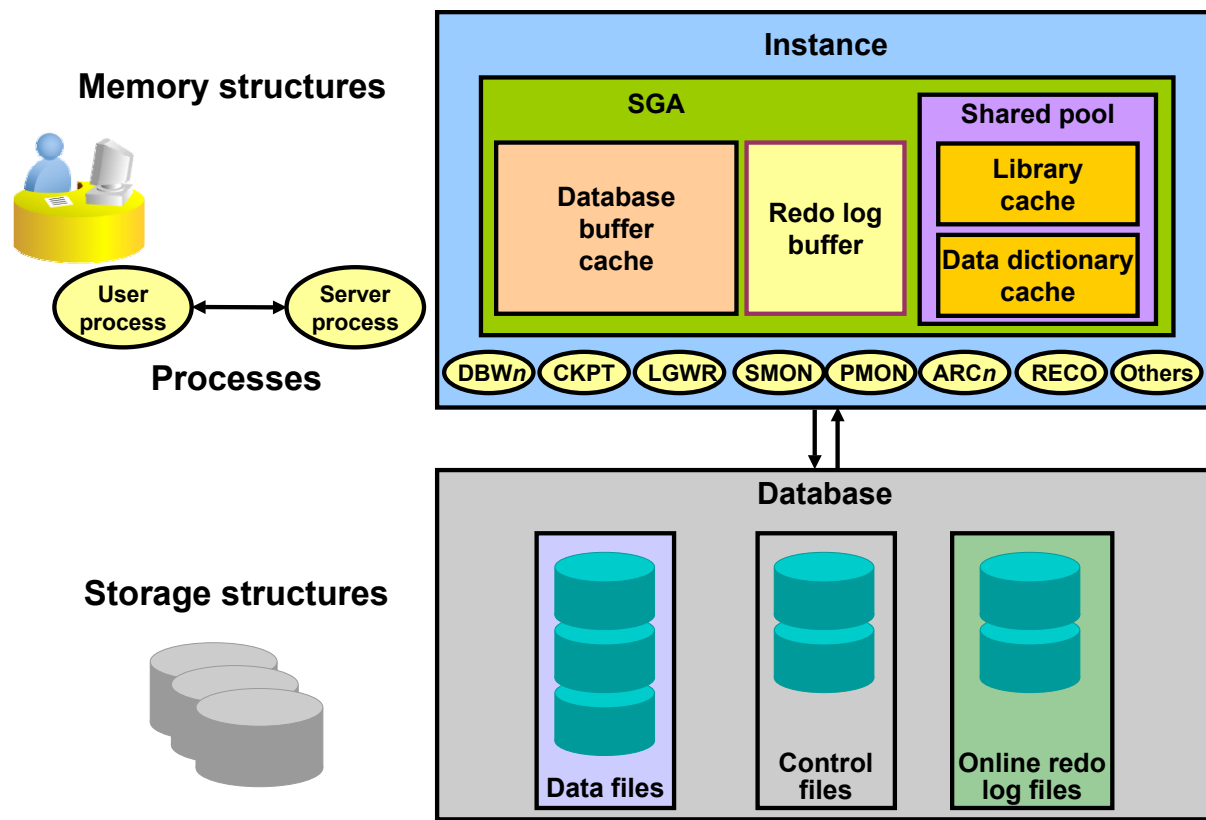 Instance
Memory structures
SGA
Shared pool
Library
cache
Database
buffer
cache
Redo log
buffer
Data dictionary
cache
User
process
Server
process
Processes
DBWn
CKPT
LGWR
SMON
PMON
ARCn
RECO
Others
Database
Storage structures
Data files
Control
files
Online redo
log files